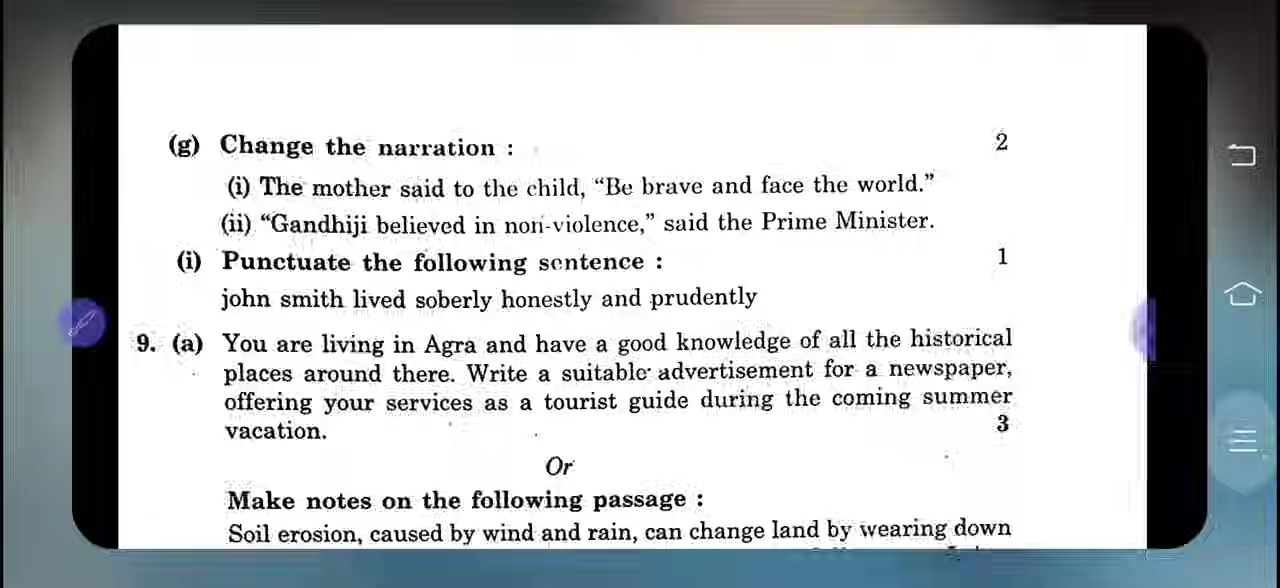 (g) Change the narration : 2
(i) The mother said to the child, “Be brave and face the world.”
(ii) “Gandhiji believed in non-violence,” said the Prime Minister.
(i) Punctuate the following sentence : 1
john smith lived soberly honestly and prudently
9. (a) You are living in Agra and have a good knowledge of all the historical
places around there. Write a suitable advertisement for a newspaper,
offering your services as a tourist guide during the coming summer
vacation. 3
Or
Make notes on the following passage :
Soil erosion, caused by wind and rain, can change land by wearing down